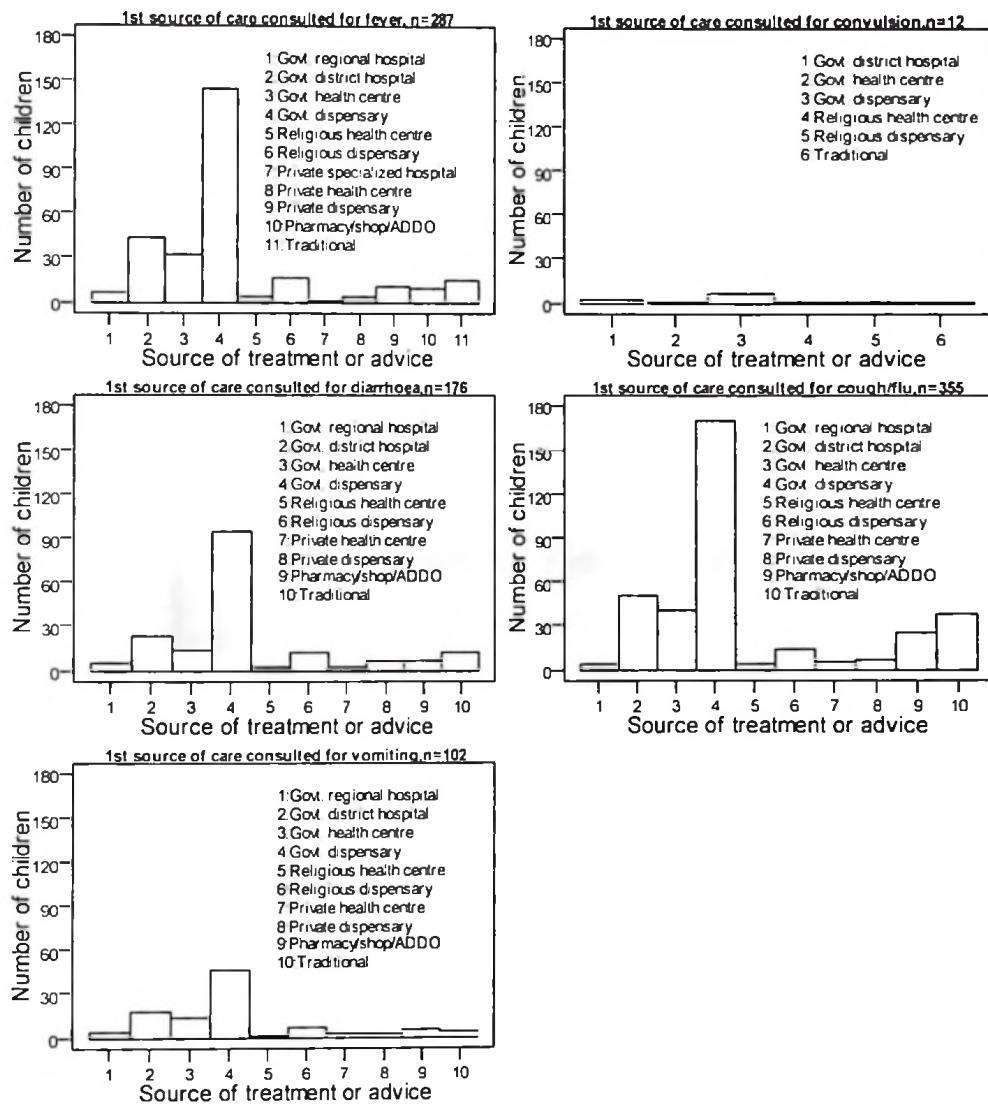 1st source of care consulted for fever, n=287
Number of children
180
150
120
90
60
30
0
1 Govt. regional hospital
2 Govt. district hospital
3 Govt. health centre
4 Govt. dispensary
5 Religious health centre
6 Religious dispensary
7 Private specialized hospital
8 Private health centre
9 Private dispensary
10 Pharmacy/shop/ADDO
11 Traditional
1 2 3 4 5 6 7 8 9 10 11
Source of treatment or advice
1st source of care consulted for convulsion, n=12
Number of children
180
150
120
90
60
30
0
1 Govt. district hospital
2 Govt. health centre
3 Govt. dispensary
4 Religious health centre
5 Religious dispensary
6 Traditional
1 2 3 4 5 6
Source of treatment or advice
1st source of care consulted for diarrhoea, n=176
Number of children
180
150
120
90
60
30
0
1 Govt. regional hospital
2 Govt. district hospital
3 Govt. health centre
4 Govt. dispensary
5 Religious health centre
6 Religious dispensary
7 Private health centre
8 Private dispensary
9 Pharmacy/shop/ADDO
10 Traditional
1 2 3 4 5 6 7 8 9 10
Source of treatment or advice
1st source of care consulted for cough/flu, n=355
Number of children
180
150
120
90
60
30
0
1 Govt. regional hospital
2 Govt. district hospital
3 Govt. health centre
4 Govt. dispensary
5 Religious health centre
6 Religious dispensary
7 Private health centre
8 Private dispensary
9 Pharmacy/shop/ADDO
10 Traditional
1 2 3 4 5 6 7 8 9 10
Source of treatment or advice
1st source of care consulted for vomiting, n=102
Number of children
180
150
120
90
60
30
0
1 Govt. regional hospital
2 Govt. district hospital
3 Govt. health centre
4 Govt. dispensary
5 Religious health centre
6 Religious dispensary
7 Private health centre
8 Private dispensary
9 Pharmacy/shop/ADDO
10 Traditional
1 2 3 4 5 6 7 8 9 10
Source of treatment or advice